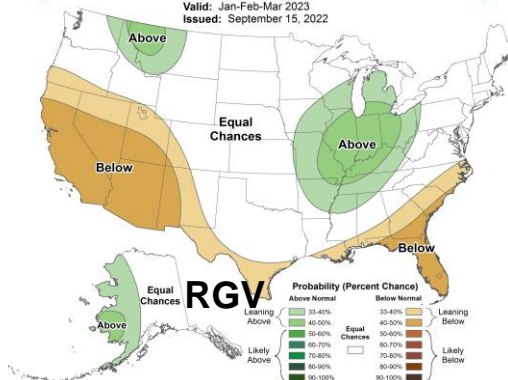 Valid: Jan-Feb-Mar 2023
Issued: September 15, 2022
Above
Equal
Chances
Above
Below
Below
Equal
Chances
Above
RGV
Probability (Percent Chance)
Above Normal
Below Normal
Leaning
Above
33-40%
40-50%
50-60%
60-70%
70-80%
80-90%
90-100%
Likely
Above
Equal
Chances
33-40%
40-50%
50-60%
60-70%
70-80%
80-90%
90-100%
Leaning
Below
Likely
Below